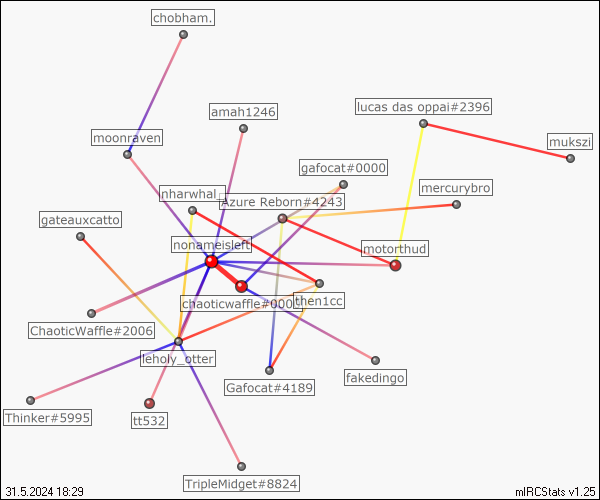 chobham.
amah1246
lucas das oppai#2396
moonraven
mukszi
gafocat#0000
nharwhal_
Azure Reborn#4243
mercurybro
gateauxcatto
nonameisleft
motorthud
chaoticwaffle#000
then1cc
ChaoticWaffle#2006
leholy_otter
Gafocat#4189
fakedingo
Thinker#5995
tt532
TripleMidget#8824
31.5.2024 18:29
mIRCStats v1.25